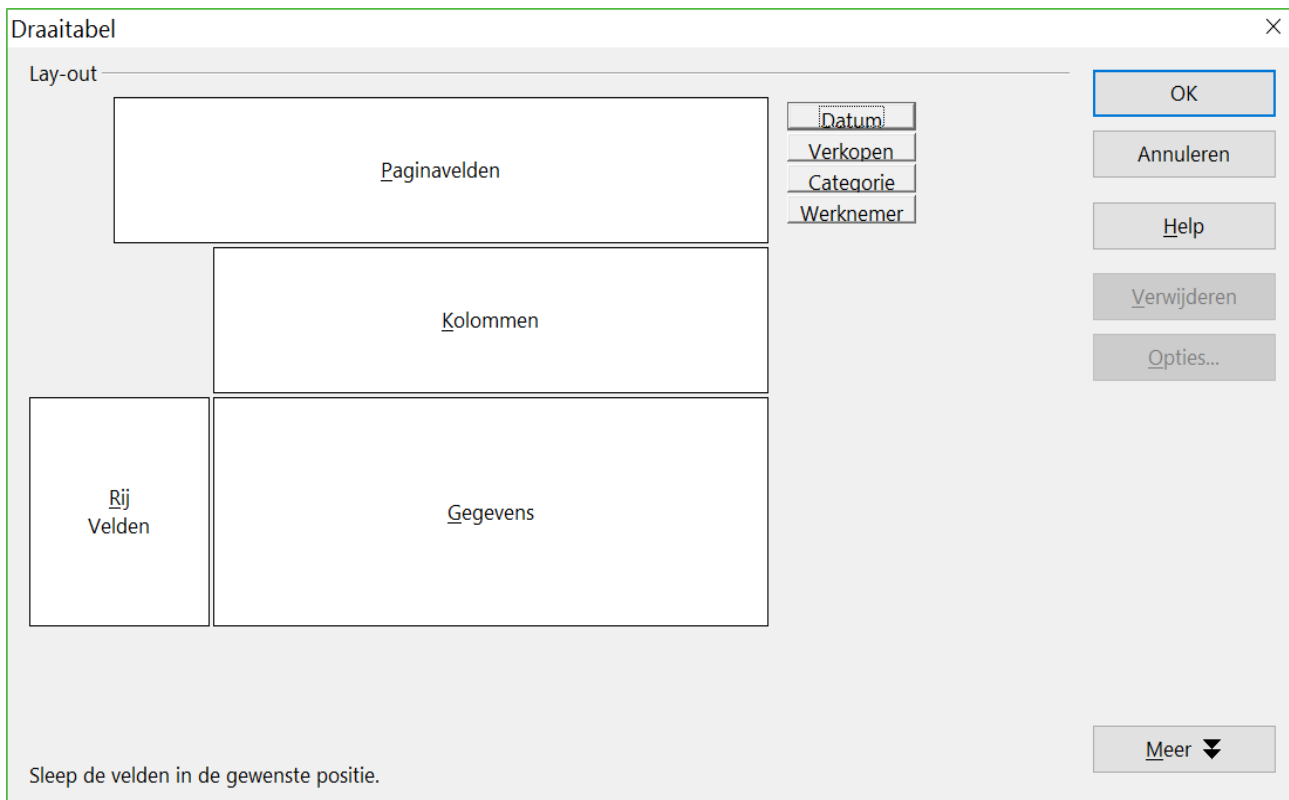 Draaitabel
Lay-out
Paginavelden
Datum
Verkopen
Categorie
Werknemer
OK
Annuleren
Help
Verwijderen
Opties...
Kolommen
Rij
Velden
Gegevens
Meer
Sleep de velden in de gewenste positie.